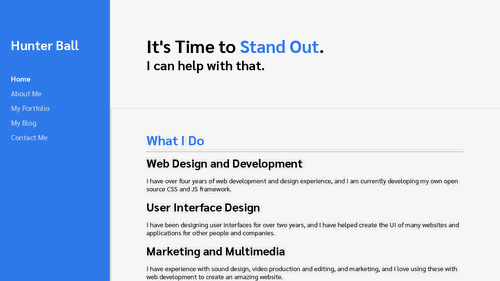 Hunter Ball
Home
About Me
My Portfolio
My Blog
Contact Me
It's Time to Stand Out.
I can help with that.
What I Do
Web Design and Development
I have over four years of web development and design experience, and I am currently developing my own open
source CSS and JS framework.
User Interface Design
I have been designing user interfaces for over two years, and I have helped create the UI of many websites and
applications for other people and companies.
Marketing and Multimedia
I have experience with sound design, video production and editing, and marketing, and I love using these with
web development to create an amazing website.